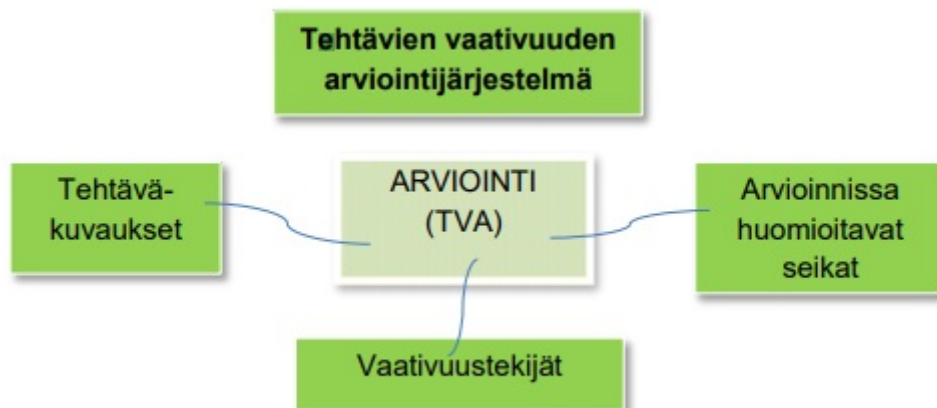 Tehtävien vaativuuden
arviointijärjestelmä
Tehtävä-
kuvaukset
ARVIOINTI
(TVA)
Arvioinnissa
huomioitavat
seikat
Vaativuustekijät